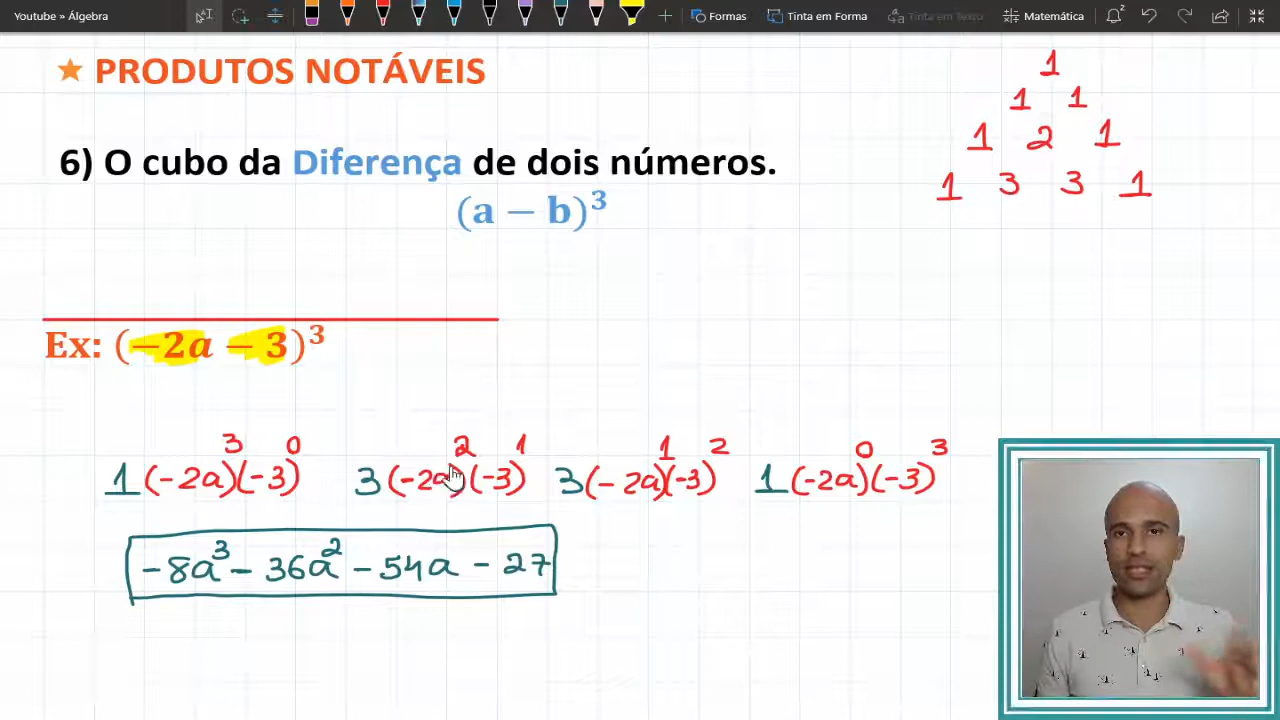 Youtube » Álgebra Formas Tinta em Forma Tinta em Texto Matemática 2
★ PRODUTOS NOTÁVEIS
6) O cubo da Diferença de dois números.
(a − b)³
1
1 1
1 2 1
1 3 3 1
Ex: (−2a − 3)³
1(-2a)³(-3)⁰ 3(-2a)²(-3)¹ 3(-2a)¹(-3)² 1(-2a)⁰(-3)³
-8a³ - 36a² - 54a - 27